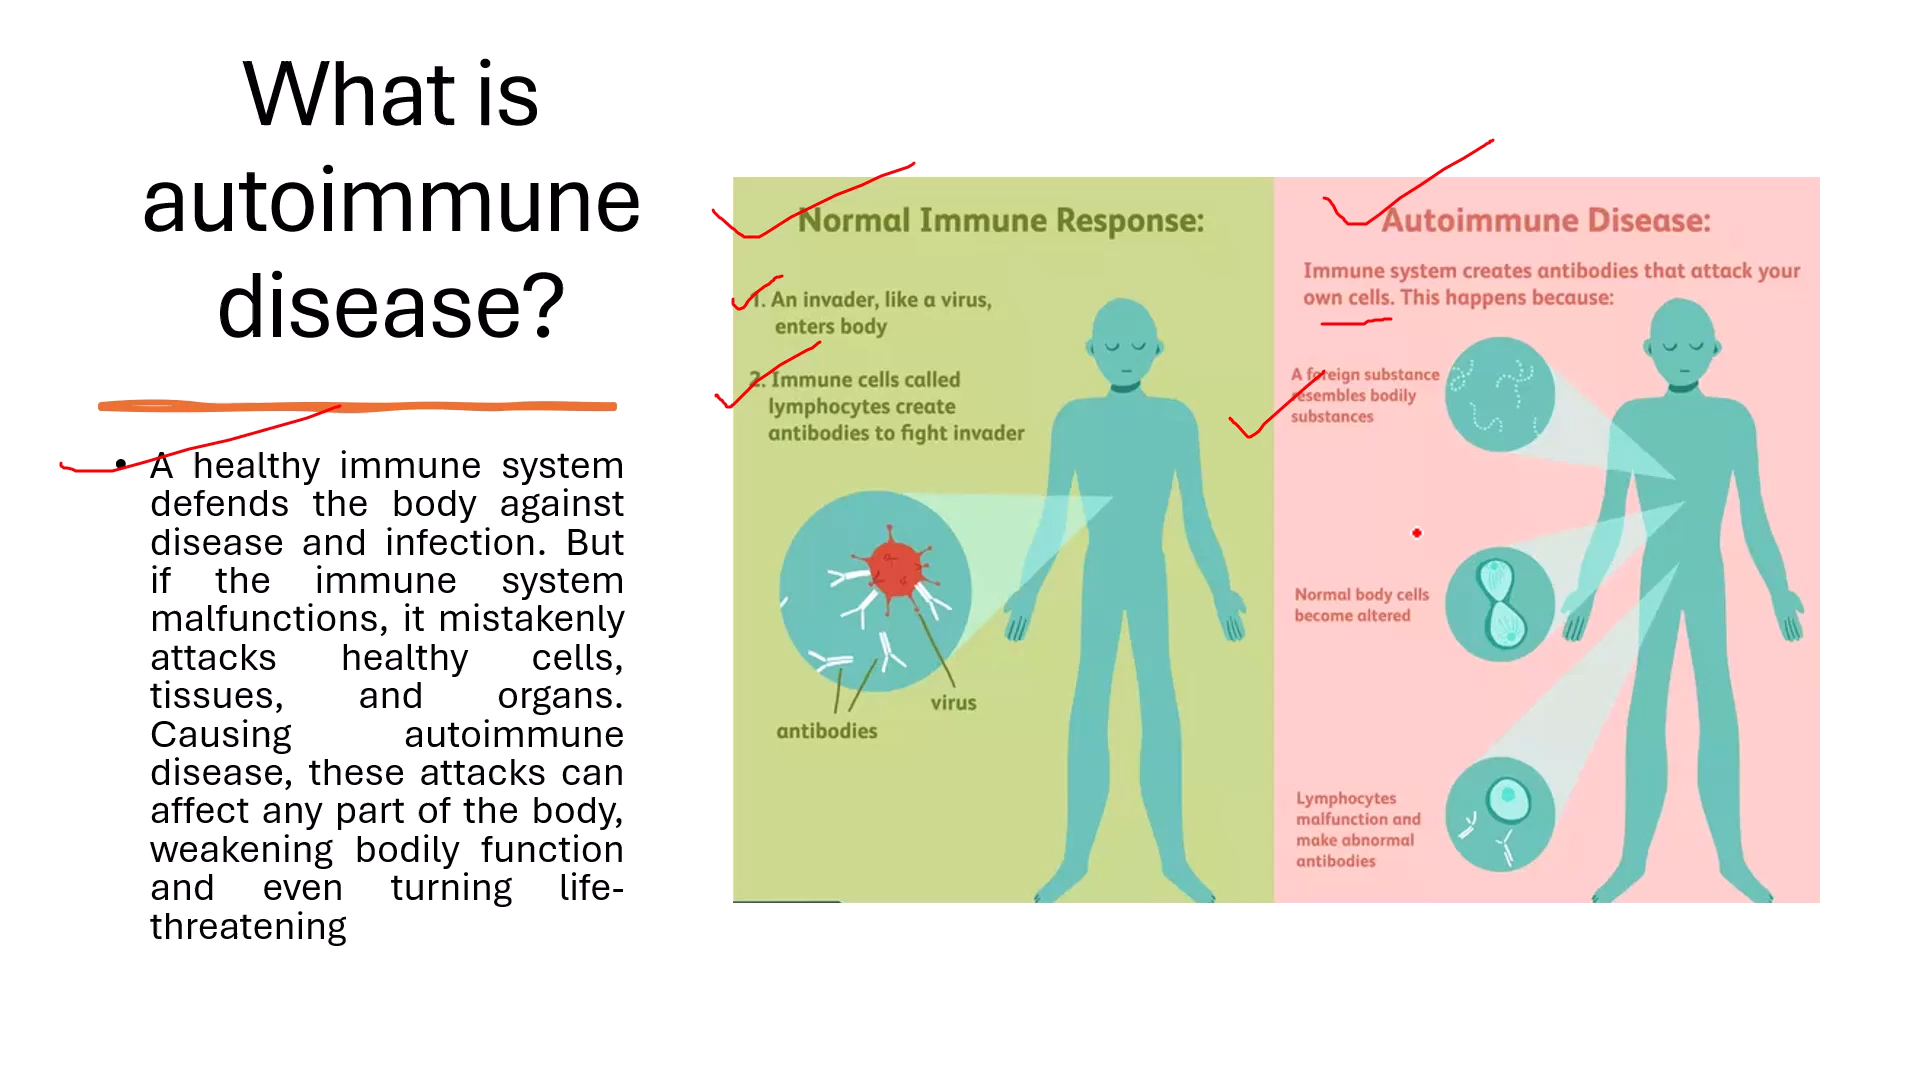 What is
autoimmune
disease?
• A healthy immune system
defends the body against
disease and infection. But
if the immune system
malfunctions, it mistakenly
attacks healthy cells,
tissues, and organs.
Causing autoimmune
disease, these attacks can
affect any part of the body,
weakening bodily function
and even turning life-
threatening
Normal Immune Response:
1. An invader, like a virus,
enters body
2. Immune cells called
lymphocytes create
antibodies to fight invader
virus
antibodies
Autoimmune Disease:
Immune system creates antibodies that attack your
own cells. This happens because:
A foreign substance
resembles bodily
substances
Normal body cells
become altered
Lymphocytes
malfunction and
make abnormal
antibodies